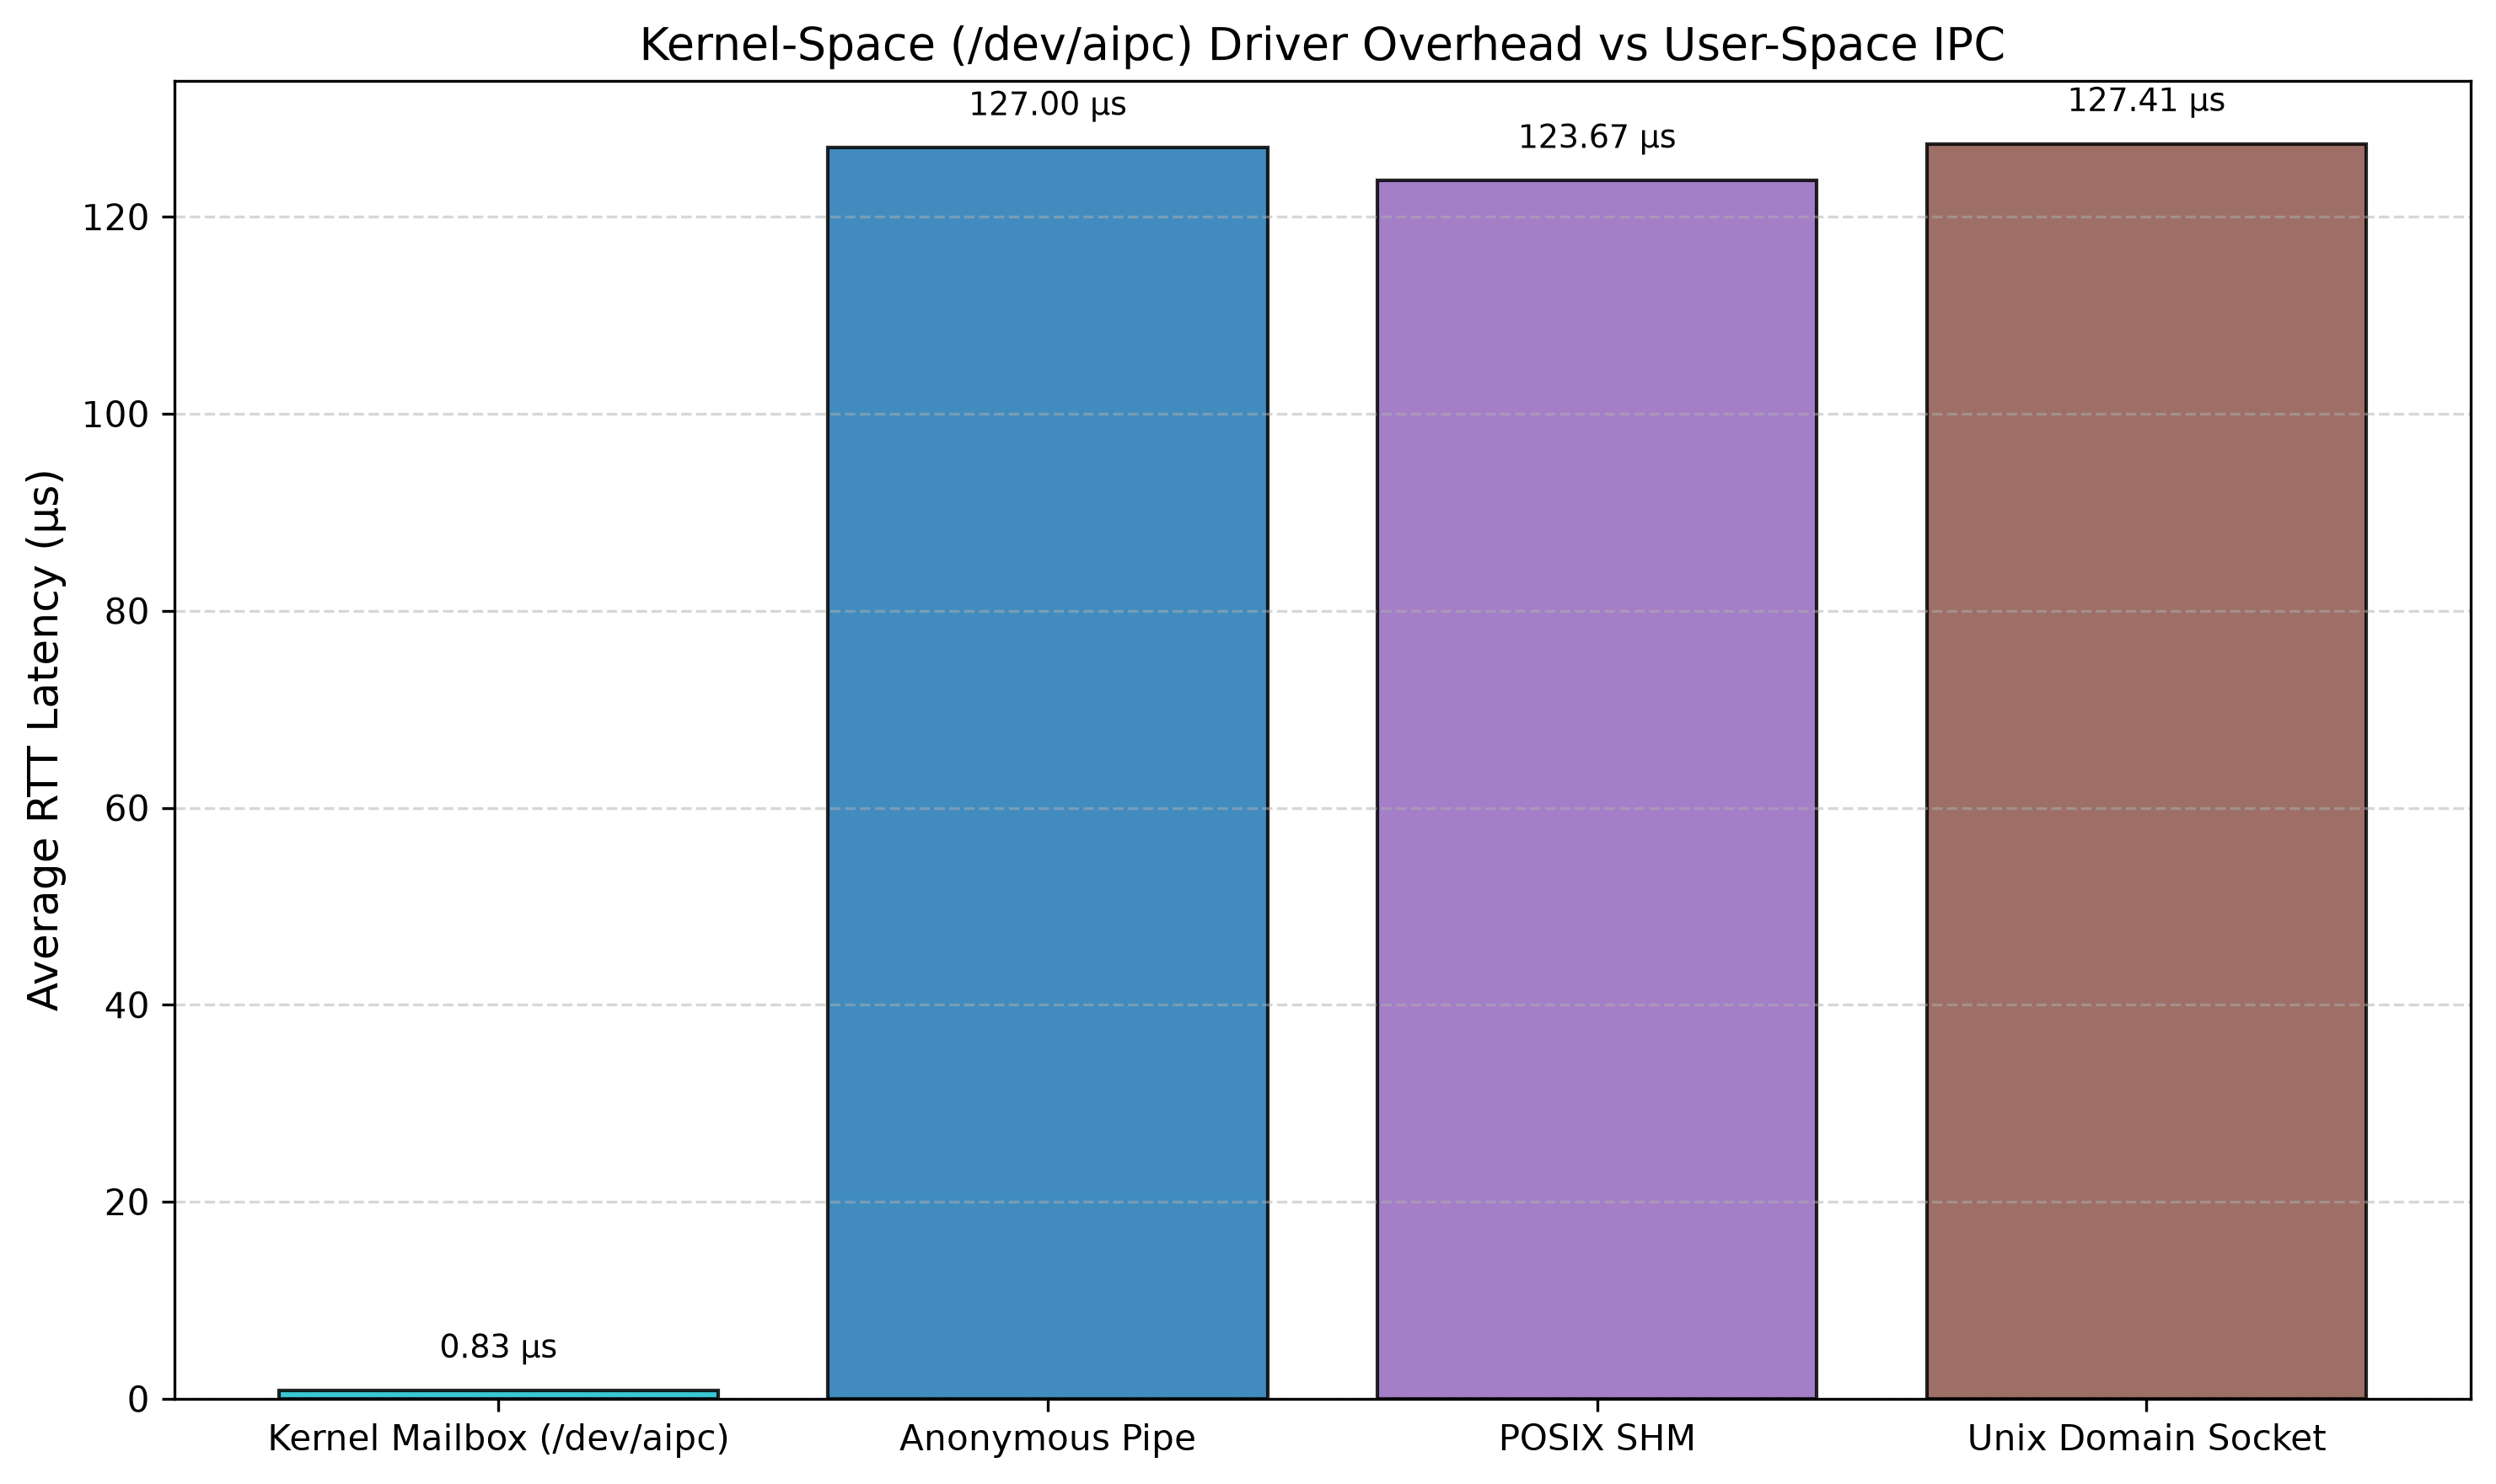 Kernel-Space (/dev/aipc) Driver Overhead vs User-Space IPC
Average RTT Latency (µs)
120
100
80
60
40
20
0
0.83 µs
127.00 µs
123.67 µs
127.41 µs
Kernel Mailbox (/dev/aipc)
Anonymous Pipe
POSIX SHM
Unix Domain Socket